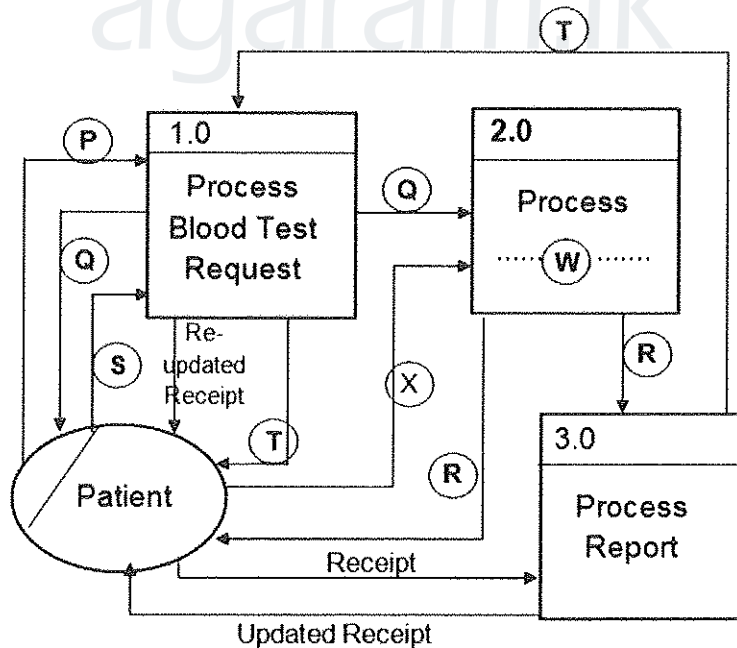 agaramik
T
P
1.0
Process
Blood Test
Request
Q
2.0
Process
W
Q
S
Re-
updated
Receipt
T
X
R
R
Patient
3.0
Process
Report
Receipt
Updated Receipt